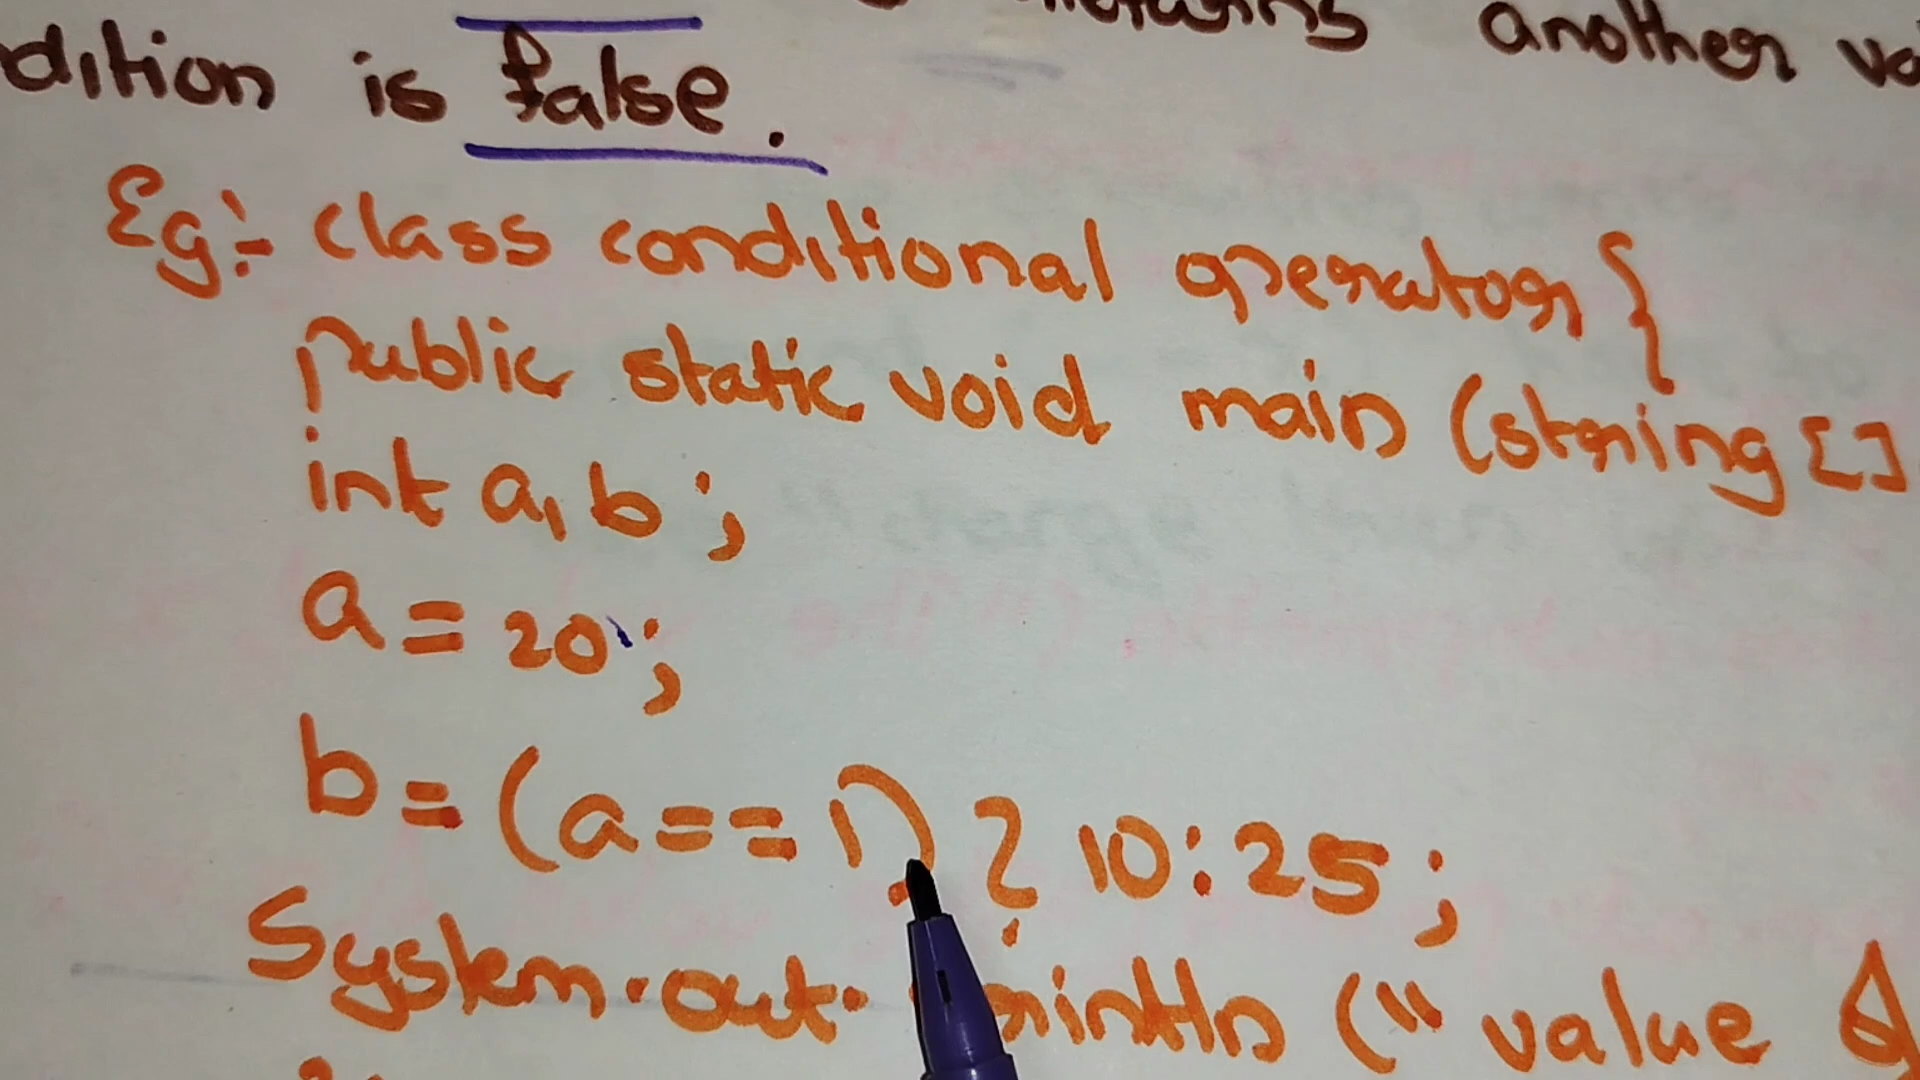 another
dition is false.
Eg:- class conditional operator {
public static void main (string []
int a, b ;
a = 20 ;
b = (a == 1) ? 10 : 25 ;
System.out. println (" value